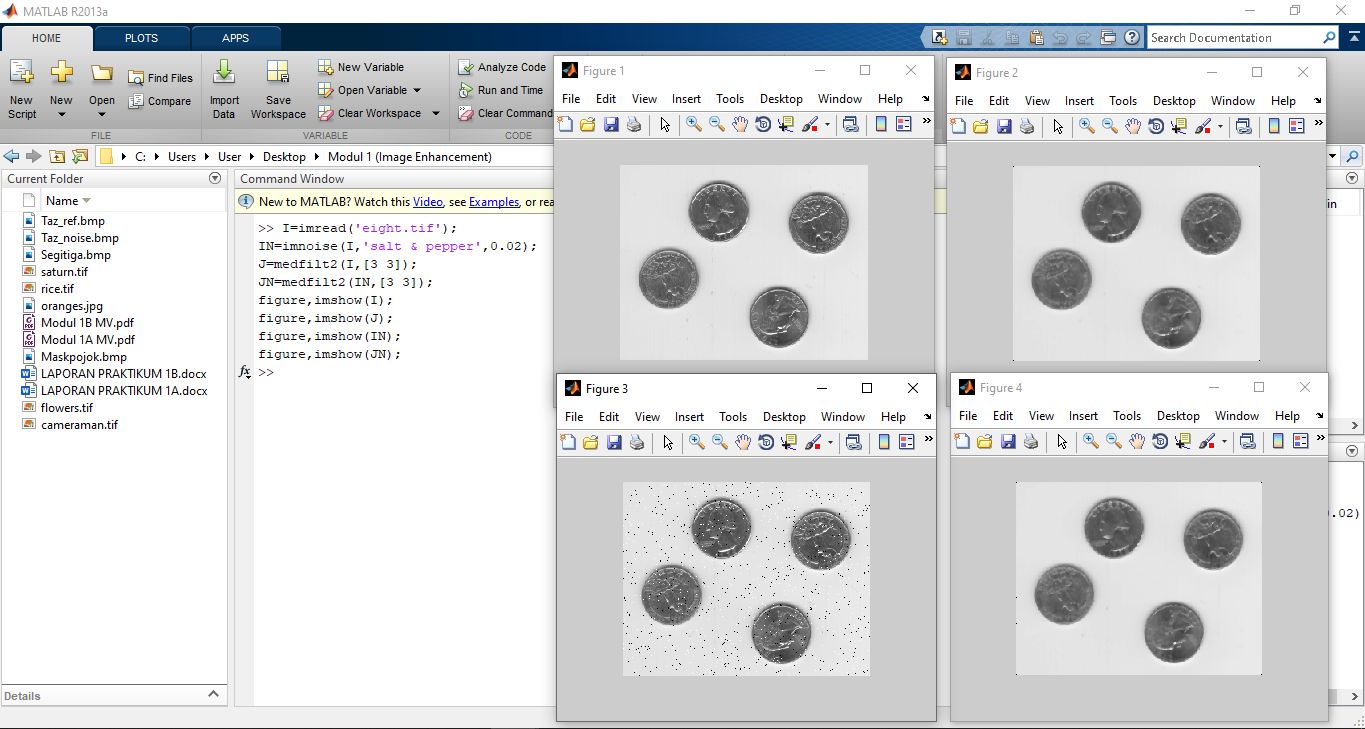 MATLAB R2013a
HOME PLOTS APPS
Search Documentation
New Script
New
Open
Find Files
Compare
Import Data
Save Workspace
New Variable
Open Variable
Clear Workspace
Analyze Code
Run and Time
Clear Command
FILE VARIABLE CODE
C: Users User Desktop Modul 1 (Image Enhancement)
Current Folder
Name
Taz_ref.bmp
Taz_noise.bmp
Segitiga.bmp
saturn.tif
rice.tif
oranges.jpg
Modul 1B MV.pdf
Modul 1A MV.pdf
Maskpojok.bmp
LAPORAN PRAKTIKUM 1B.docx
LAPORAN PRAKTIKUM 1A.docx
flowers.tif
cameraman.tif
Details
Command Window
New to MATLAB? Watch this Video, see Examples, or rea
>> I=imread('eight.tif');
IN=imnoise(I,'salt & pepper',0.02);
J=medfilt2(I,[3 3]);
JN=medfilt2(IN,[3 3]);
figure,imshow(I);
figure,imshow(J);
figure,imshow(IN);
figure,imshow(JN);
fx >>
Figure 1
File Edit View Insert Tools Desktop Window Help
Figure 2
File Edit View Insert Tools Desktop Window Help
Figure 3
File Edit View Insert Tools Desktop Window Help
Figure 4
File Edit View Insert Tools Desktop Window Help
in
.02)